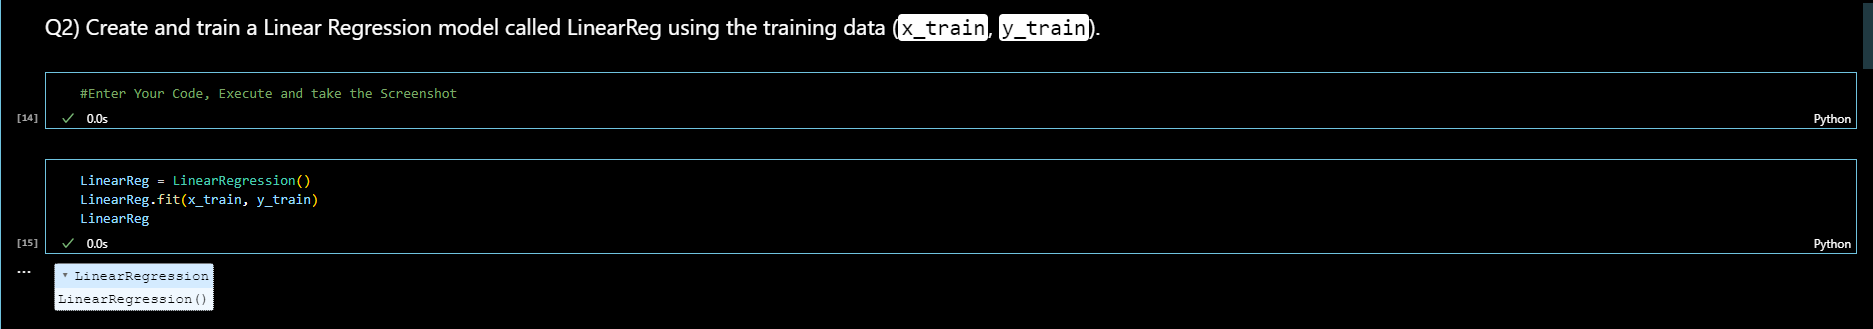 Q2) Create and train a Linear Regression model called LinearReg using the training data (x_train, y_train).
#Enter Your Code, Execute and take the Screenshot
[14] ✓ 0.0s Python
LinearReg = LinearRegression()
LinearReg.fit(x_train, y_train)
LinearReg
[15] ✓ 0.0s Python
... ▾ LinearRegression
LinearRegression()